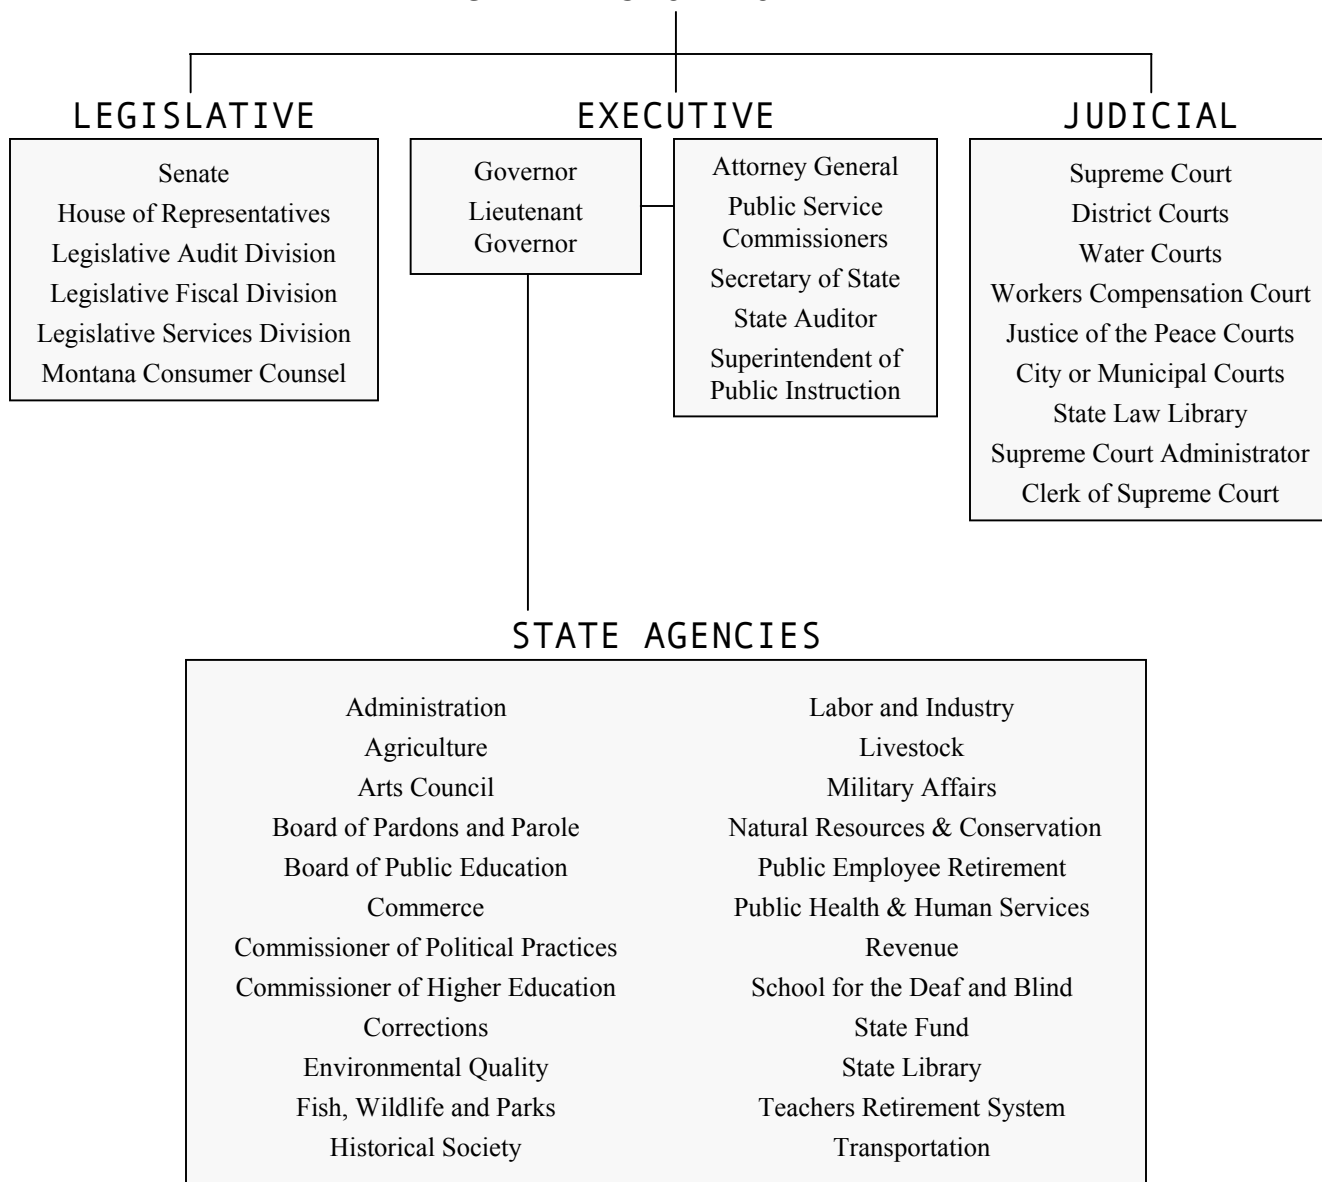 LEGISLATIVE
Senate
House of Representatives
Legislative Audit Division
Legislative Fiscal Division
Legislative Services Division
Montana Consumer Counsel
EXECUTIVE
Governor
Lieutenant
Governor
Attorney General
Public Service
Commissioners
Secretary of State
State Auditor
Superintendent of
Public Instruction
JUDICIAL
Supreme Court
District Courts
Water Courts
Workers Compensation Court
Justice of the Peace Courts
City or Municipal Courts
State Law Library
Supreme Court Administrator
Clerk of Supreme Court
STATE AGENCIES
Administration
Agriculture
Arts Council
Board of Pardons and Parole
Board of Public Education
Commerce
Commissioner of Political Practices
Commissioner of Higher Education
Corrections
Environmental Quality
Fish, Wildlife and Parks
Historical Society
Labor and Industry
Livestock
Military Affairs
Natural Resources & Conservation
Public Employee Retirement
Public Health & Human Services
Revenue
School for the Deaf and Blind
State Fund
State Library
Teachers Retirement System
Transportation